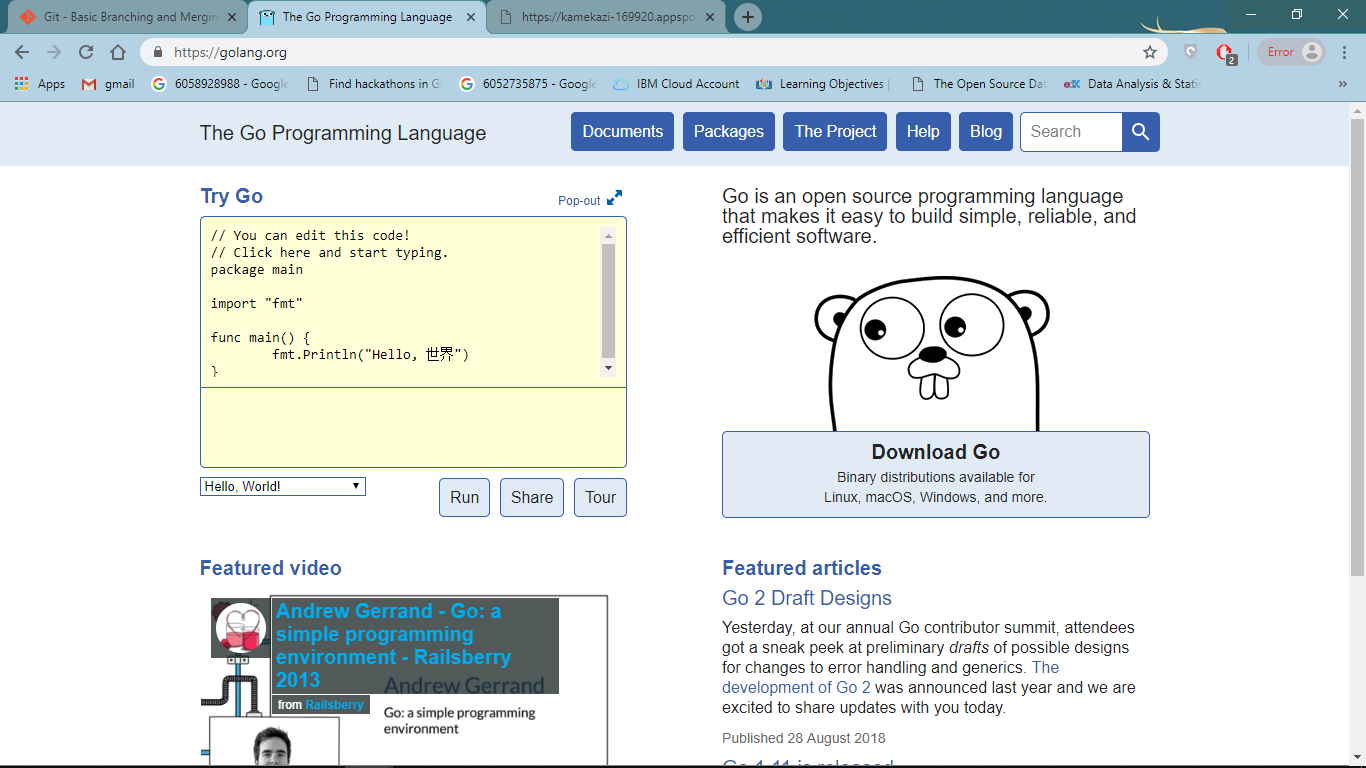 Git - Basic Branching and Mergin
The Go Programming Language
https://kamekazi-169920.appspo
https://golang.org
2
Error
Apps
gmail
6058928988 - Google
Find hackathons in G
6052735875 - Google
IBM Cloud Account
Learning Objectives |
The Open Source Dat
edX
Data Analysis & Statis
The Go Programming Language
Documents
Packages
The Project
Help
Blog
Search
Try Go
Pop-out
// You can edit this code!
// Click here and start typing.
package main
import "fmt"
func main() {
fmt.Println("Hello, 世界")
}
Hello, World!
Run
Share
Tour
Go is an open source programming language
that makes it easy to build simple, reliable, and
efficient software.
Download Go
Binary distributions available for
Linux, macOS, Windows, and more.
Featured video
Andrew Gerrand - Go: a
simple programming
environment - Railsberry
2013
from Railsberry
Andrew Gerrand
Go: a simple programming
environment
Featured articles
Go 2 Draft Designs
Yesterday, at our annual Go contributor summit, attendees
got a sneak peek at preliminary drafts of possible designs
for changes to error handling and generics. The
development of Go 2 was announced last year and we are
excited to share updates with you today.
Published 28 August 2018
Go 1.11 is released